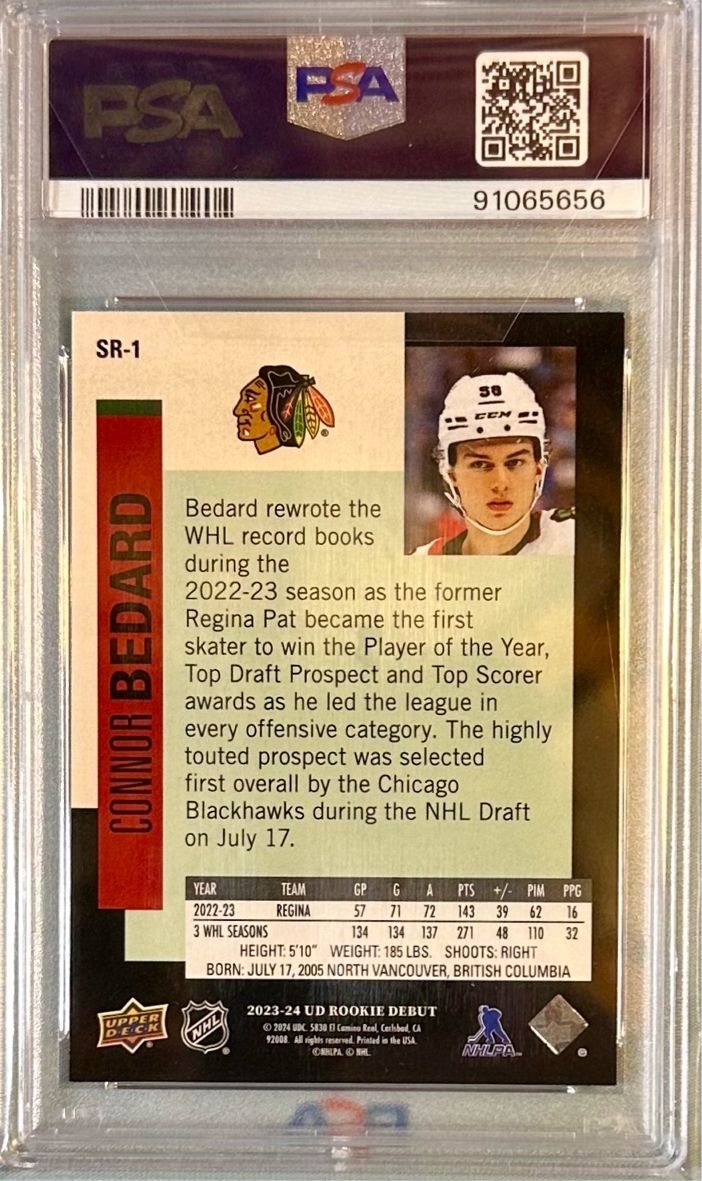 PSA
PSA
91065656
SR-1
98
CCM
CONNOR BEDARD
Bedard rewrote the
WHL record books
during the
2022-23 season as the former
Regina Pat became the first
skater to win the Player of the Year,
Top Draft Prospect and Top Scorer
awards as he led the league in
every offensive category. The highly
touted prospect was selected
first overall by the Chicago
Blackhawks during the NHL Draft
on July 17.
YEAR TEAM GP G A PTS +/- PIM PPG
2022-23 REGINA 57 71 72 143 39 62 16
3 WHL SEASONS 134 134 137 271 48 110 32
HEIGHT: 5'10" WEIGHT: 185 LBS. SHOOTS: RIGHT
BORN: JULY 17, 2005 NORTH VANCOUVER, BRITISH COLUMBIA
UPPER
DECK
NHL
2023-24 UD ROOKIE DEBUT
© 2024 UDC. 5830 El Camino Real, Carlsbad, CA
92008. All rights reserved. Printed in the USA.
©NHLPA. © NHL.
NHLPA
PSA